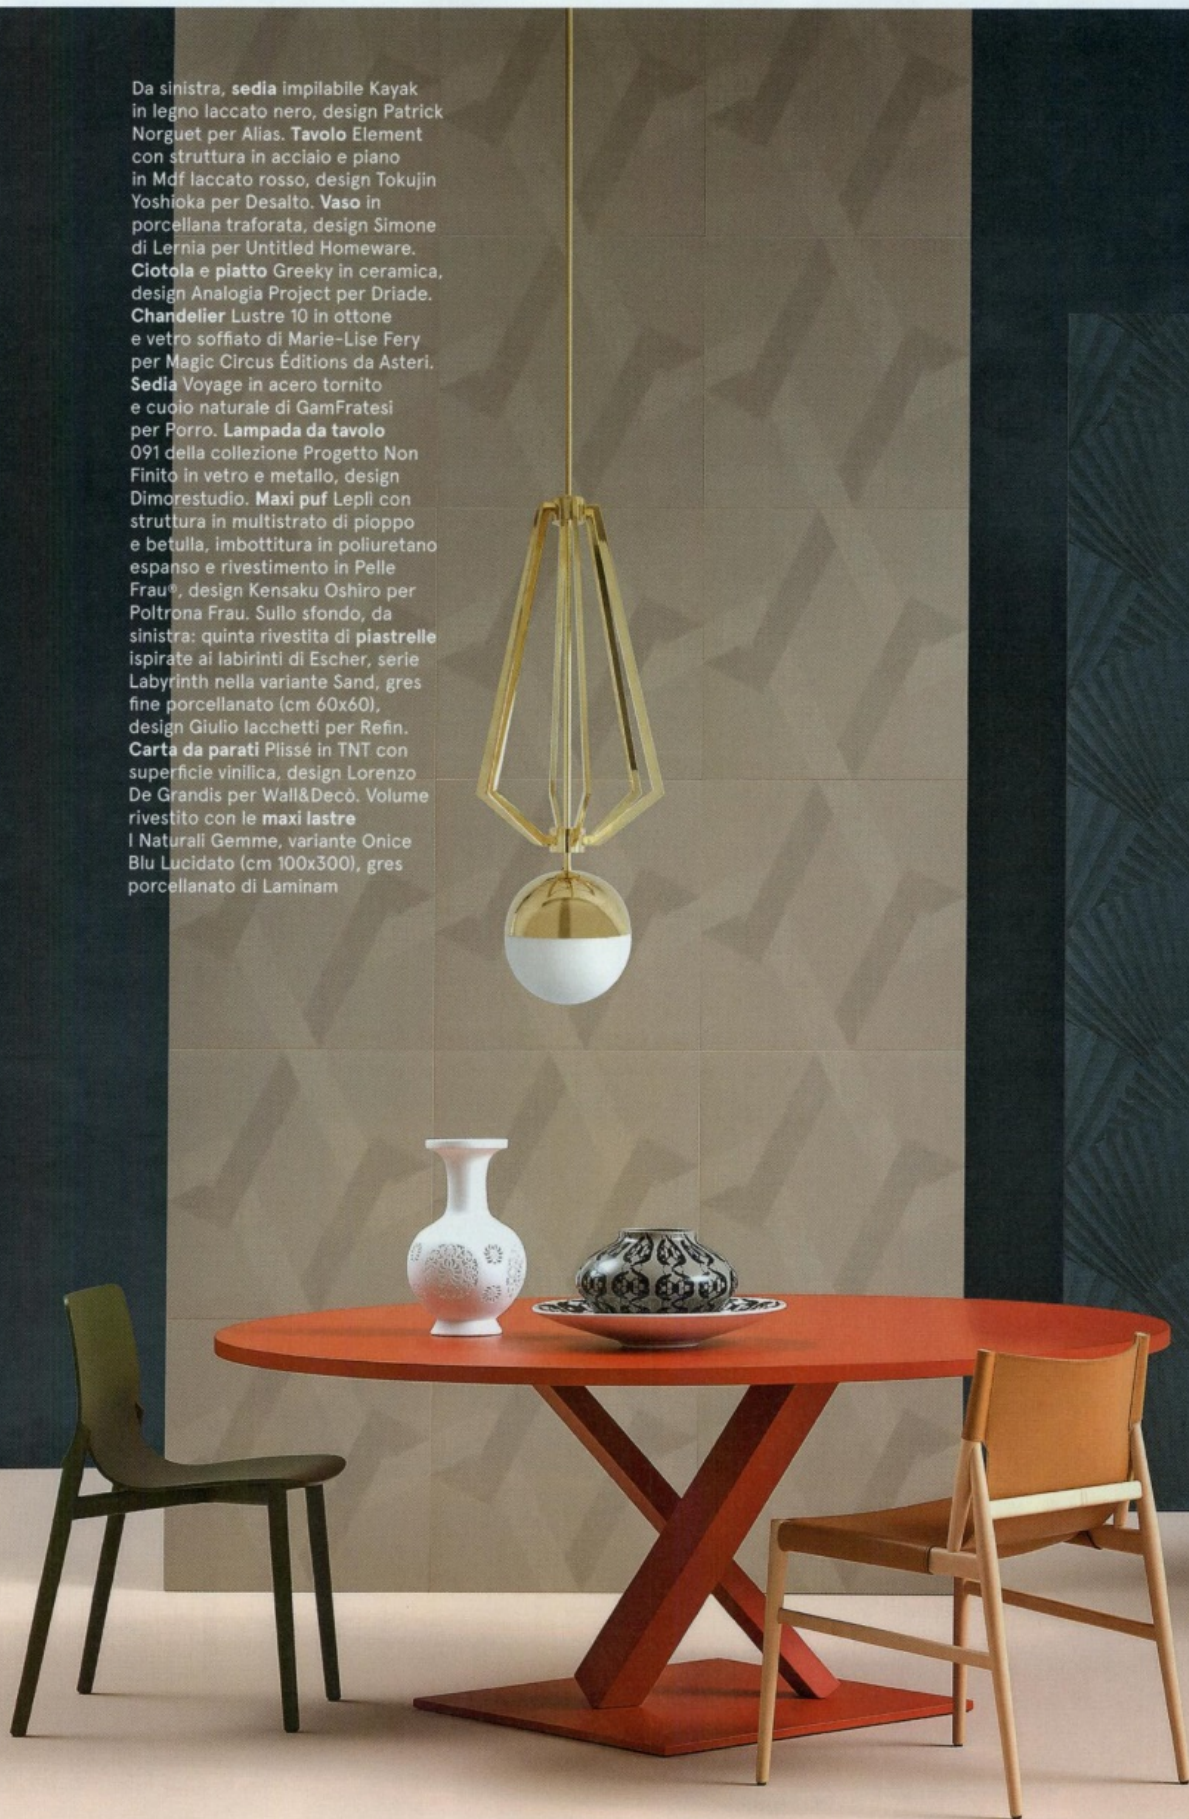 Da sinistra, sedia impilabile Kayak
in legno laccato nero, design Patrick
Norguet per Alias. Tavolo Element
con struttura in acciaio e piano
in Mdf laccato rosso, design Tokujin
Yoshioka per Desalto. Vaso in
porcellana traforata, design Simone
di Lernia per Untitled Homeware.
Ciotola e piatto Greeky in ceramica,
design Analogia Project per Driade.
Chandelier Lustre 10 in ottone
e vetro soffiato di Marie-Lise Fery
per Magic Circus Éditions da Asteri.
Sedia Voyage in acero tornito
e cuoio naturale di GamFratesi
per Porro. Lampada da tavolo
091 della collezione Progetto Non
Finito in vetro e metallo, design
Dimorestudio. Maxi puf Leplì con
struttura in multistrato di pioppo
e betulla, imbottitura in poliuretano
espanso e rivestimento in Pelle
Frau®, design Kensaku Oshiro per
Poltrona Frau. Sullo sfondo, da
sinistra: quinta rivestita di piastrelle
ispirate ai labirinti di Escher, serie
Labyrinth nella variante Sand, gres
fine porcellanato (cm 60x60),
design Giulio Iacchetti per Refin.
Carta da parati Plissé in TNT con
superficie vinilica, design Lorenzo
De Grandis per Wall&Decò. Volume
rivestito con le maxi lastre
I Naturali Gemme, variante Onice
Blu Lucidato (cm 100x300), gres
porcellanato di Laminam